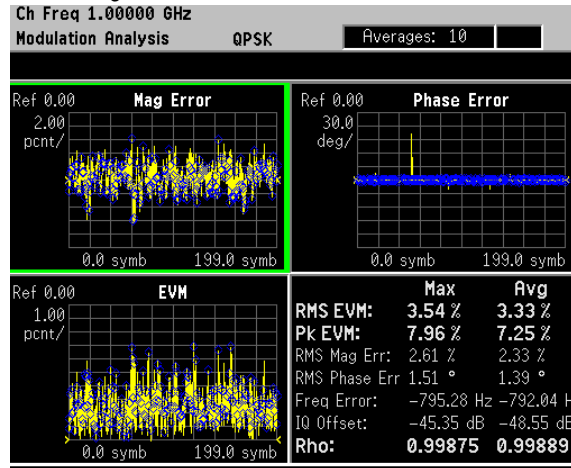 Ch Freq 1.00000 GHz
Modulation Analysis QPSK Averages: 10
Ref 0.00 Mag Error
2.00
pcnt/
0.0 symb 199.0 symb
Ref 0.00 Phase Error
30.0
deg/
0.0 symb 199.0 symb
Ref 0.00 EVM
1.00
pcnt/
0.0 symb 199.0 symb
Max Avg
RMS EVM: 3.54 % 3.33 %
Pk EVM: 7.96 % 7.25 %
RMS Mag Err: 2.61 % 2.33 %
RMS Phase Err 1.51 ° 1.39 °
Freq Error: -795.28 Hz -792.04 H
IQ Offset: -45.35 dB -48.55 dB
Rho: 0.99875 0.99889